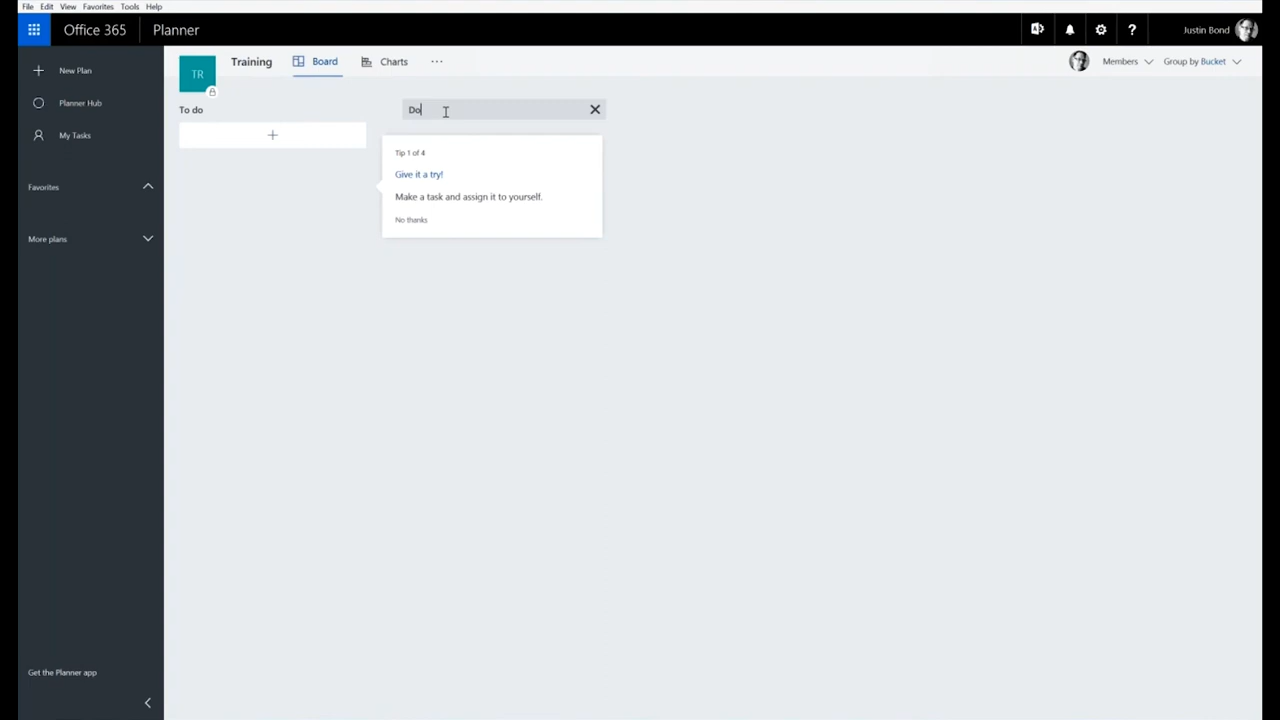 File Edit View Favorites Tools Help
Office 365 Planner Justin Bond
New Plan
Planner Hub
My Tasks
Favorites
More plans
Get the Planner app
TR Training Board Charts ... Members Group by Bucket
To do
Do
Tip 1 of 4
Give it a try!
Make a task and assign it to yourself.
No thanks